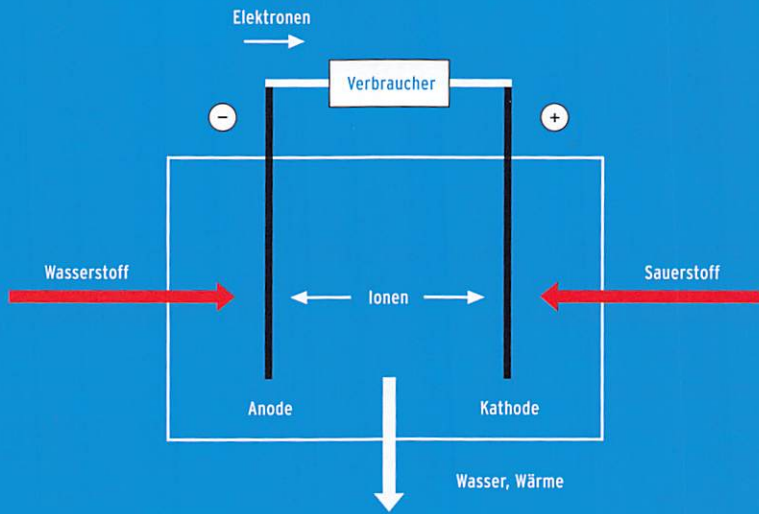 Elektronen
Verbraucher
−
+
Wasserstoff
Sauerstoff
Ionen
Anode
Kathode
Wasser, Wärme